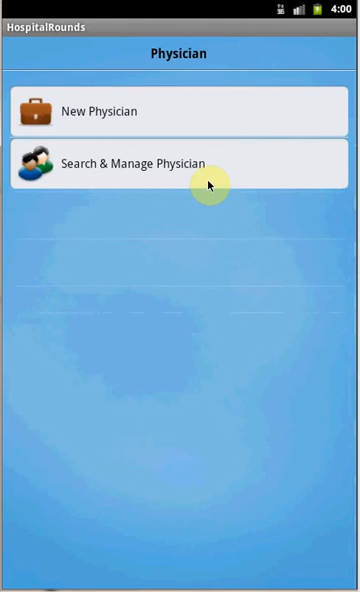 4:00
HospitalRounds
Physician
New Physician
Search & Manage Physician